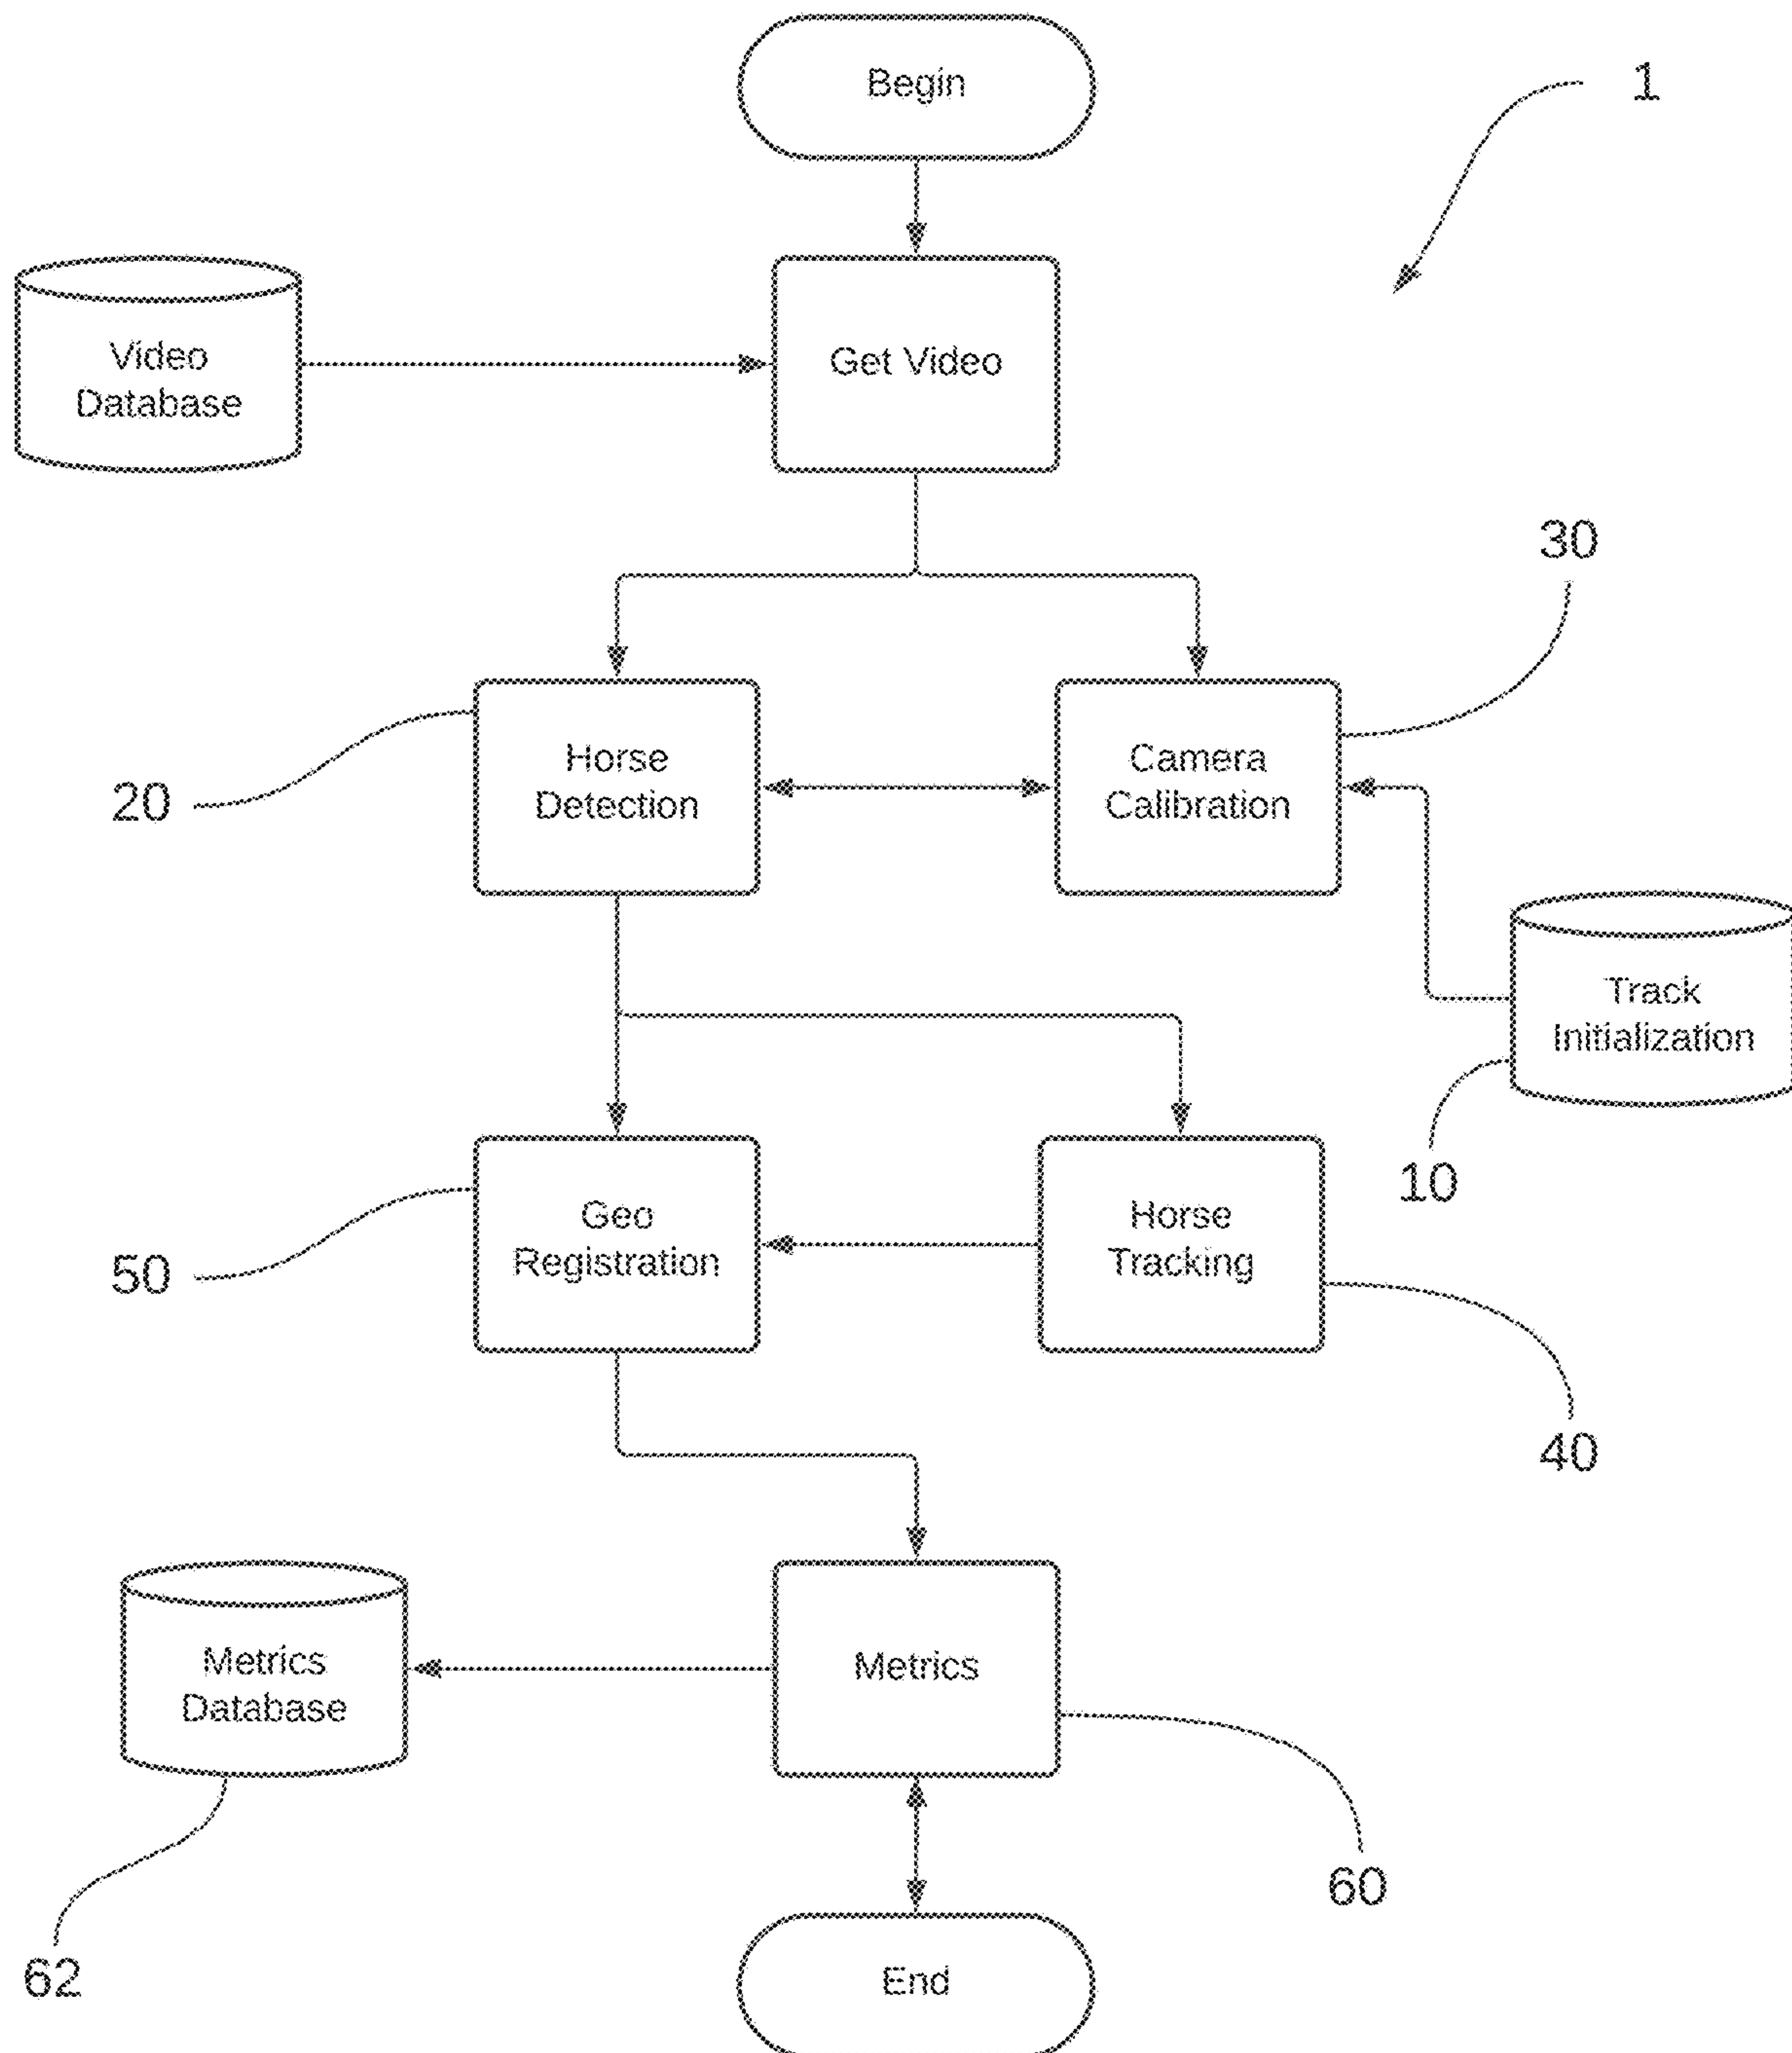 Begin
1
Video
Database
Get Video
30
Horse
Detection
Camera
Calibration
20
Track
Initialization
10
Geo
Registration
Horse
Tracking
50
40
Metrics
Database
Metrics
60
62
End